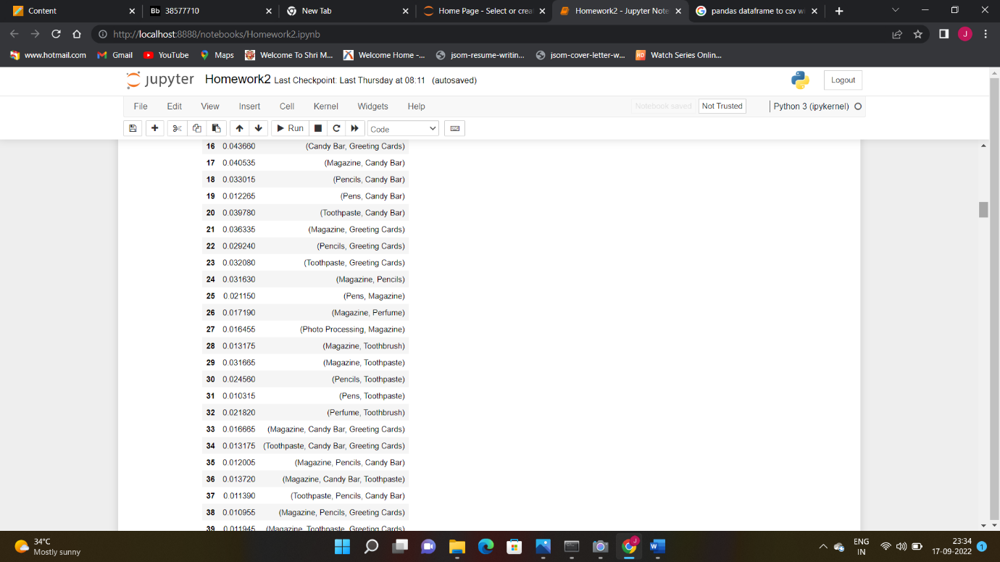 Content
Bb 38577710
New Tab
Home Page - Select or crea
Homework2 - Jupyter Note
G pandas dataframe to csv w
http://localhost:8888/notebooks/Homework2.ipynb
J
www.hotmail.com Gmail YouTube Maps Welcome To Shri M... Welcome Home -... jsom-resume-writin... jsom-cover-letter-w... HD Watch Series Onlin...
jupyter Homework2 Last Checkpoint: Last Thursday at 08:11 (autosaved) Logout
File Edit View Insert Cell Kernel Widgets Help Notebook saved Not Trusted Python 3 (ipykernel)
Run Code
16 0.043660 (Candy Bar, Greeting Cards)
17 0.040535 (Magazine, Candy Bar)
18 0.033015 (Pencils, Candy Bar)
19 0.012265 (Pens, Candy Bar)
20 0.039780 (Toothpaste, Candy Bar)
21 0.036335 (Magazine, Greeting Cards)
22 0.029240 (Pencils, Greeting Cards)
23 0.032080 (Toothpaste, Greeting Cards)
24 0.031630 (Magazine, Pencils)
25 0.021150 (Pens, Magazine)
26 0.017190 (Magazine, Perfume)
27 0.016455 (Photo Processing, Magazine)
28 0.013175 (Magazine, Toothbrush)
29 0.031665 (Magazine, Toothpaste)
30 0.024560 (Pencils, Toothpaste)
31 0.010315 (Pens, Toothpaste)
32 0.021820 (Perfume, Toothbrush)
33 0.016665 (Magazine, Candy Bar, Greeting Cards)
34 0.013175 (Toothpaste, Candy Bar, Greeting Cards)
35 0.012005 (Magazine, Pencils, Candy Bar)
36 0.013720 (Magazine, Candy Bar, Toothpaste)
37 0.011390 (Toothpaste, Pencils, Candy Bar)
38 0.010955 (Magazine, Pencils, Greeting Cards)
39 0.011945 (Magazine, Toothpaste, Greeting Cards)
34°C
Mostly sunny
J
W
ENG
IN
23:34
17-09-2022
1